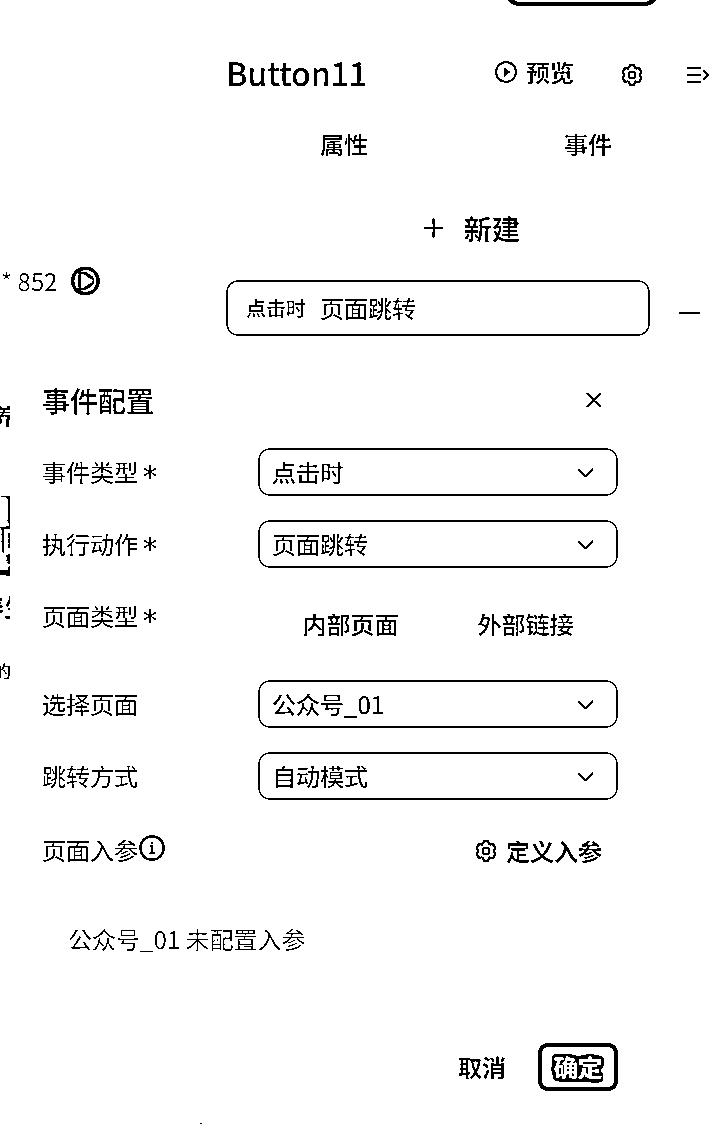 Button11 预览
属性 事件
+ 新建
* 852
点击时 页面跳转
事件配置
事件类型*
点击时
执行动作*
页面跳转
页面类型*
内部页面 外部链接
的
选择页面
公众号_01
跳转方式
自动模式
页面入参
定义入参
公众号_01 未配置入参
取消 确定